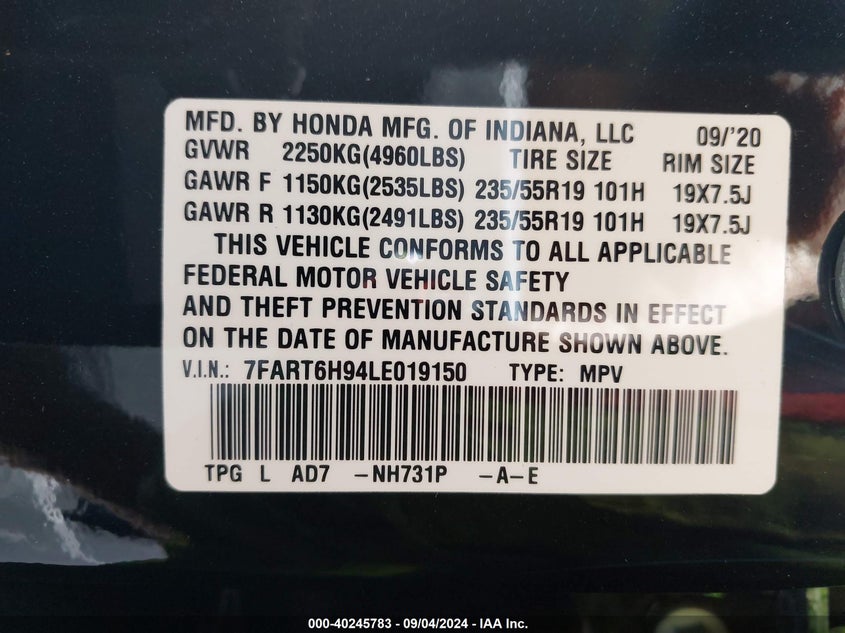 MFD. BY HONDA MFG. OF INDIANA, LLC 09/'20
GVWR 2250KG(4960LBS) TIRE SIZE RIM SIZE
GAWR F 1150KG(2535LBS) 235/55R19 101H 19X7.5J
GAWR R 1130KG(2491LBS) 235/55R19 101H 19X7.5J
THIS VEHICLE CONFORMS TO ALL APPLICABLE
FEDERAL MOTOR VEHICLE SAFETY
AND THEFT PREVENTION STANDARDS IN EFFECT
ON THE DATE OF MANUFACTURE SHOWN ABOVE.
V.I.N.: 7FART6H94LE019150 TYPE: MPV
TPG L AD7 -NH731P -A-E
000-40245783 - 09/04/2024 - IAA Inc.